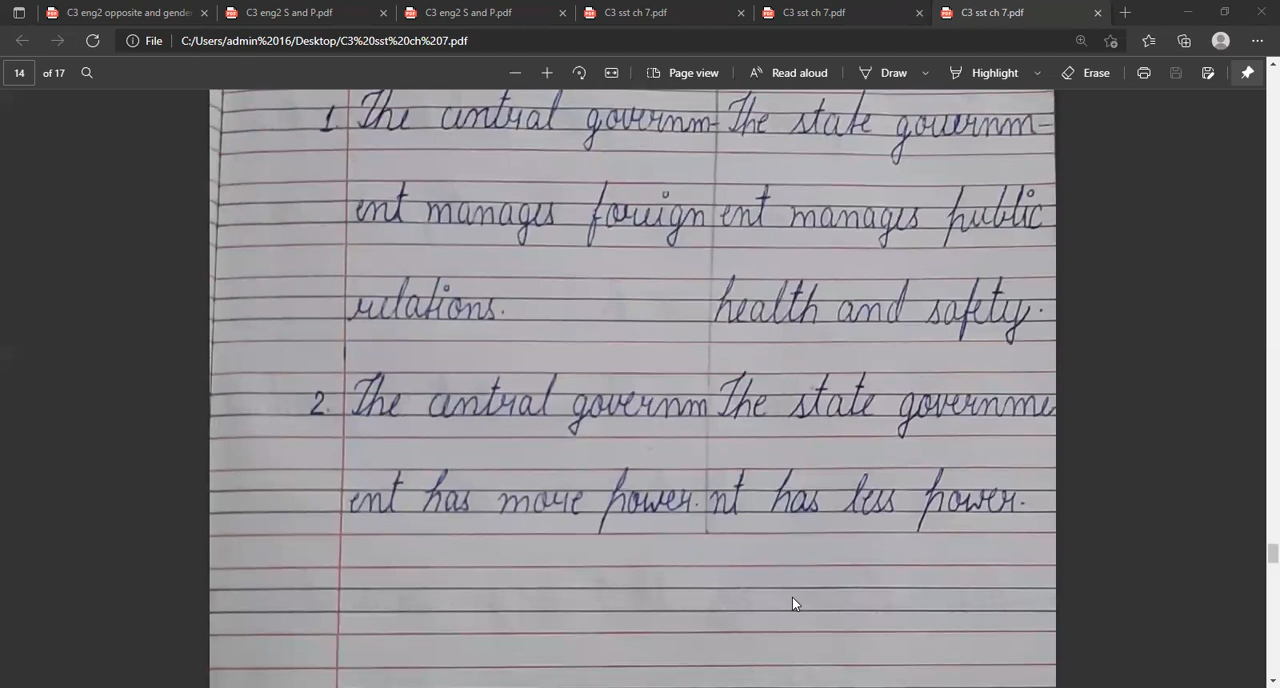 C3 eng2 opposite and gende
C3 eng2 S and P.pdf
C3 eng2 S and P.pdf
C3 sst ch 7.pdf
C3 sst ch 7.pdf
C3 sst ch 7.pdf
File C:/Users/admin%2016/Desktop/C3%20sst%20ch%207.pdf
14 of 17 Page view Read aloud Draw Highlight Erase
1. The central governm- The state governm-
ent manages foreign ent manages public
relations. health and safety.
2. The central governm The state governme
ent has more power. nt has less power.